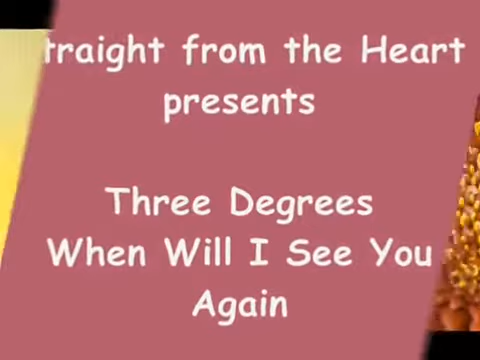 traight from the Heart
presents
Three Degrees
When Will I See You
Again